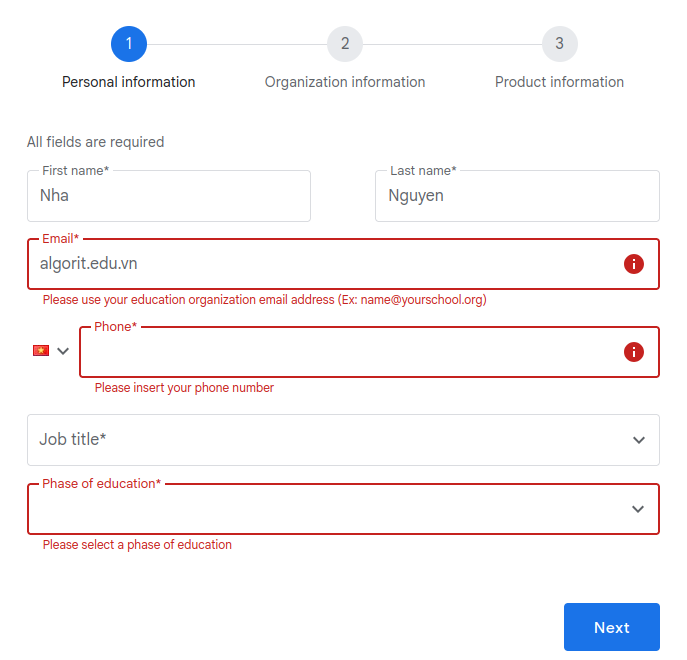 1 2 3
Personal information Organization information Product information
All fields are required
First name* Last name*
Nha Nguyen
Email*
algorit.edu.vn
Please use your education organization email address (Ex: name@yourschool.org)
Phone*
Please insert your phone number
Job title*
Phase of education*
Please select a phase of education
Next